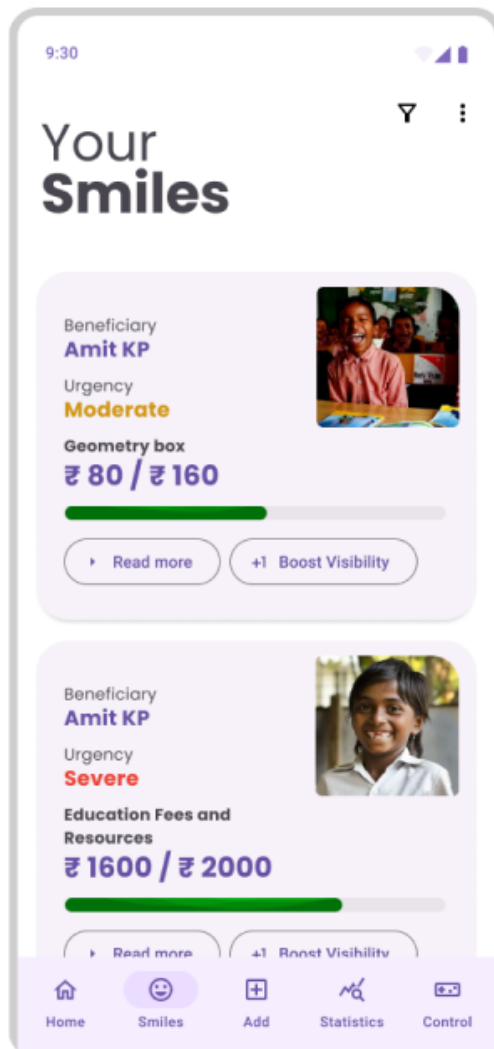 9:30
Your
Smiles
Beneficiary
Amit KP
Urgency
Moderate
Geometry box
₹ 80 / ₹ 160
Read more
+1 Boost Visibility
Beneficiary
Amit KP
Urgency
Severe
Education Fees and
Resources
₹ 1600 / ₹ 2000
Read more
+1 Boost Visibility
Home
Smiles
Add
Statistics
Control